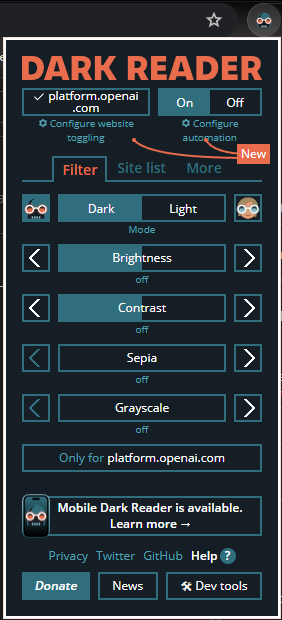 DARK READER
✓ platform.openai
.com
On Off
Configure website
toggling
Configure
automation
New
Filter Site list More
Dark Light
Mode
Brightness
off
Contrast
off
Sepia
off
Grayscale
off
Only for platform.openai.com
Mobile Dark Reader is available.
Learn more →
Privacy Twitter GitHub Help ?
Donate News 🛠 Dev tools